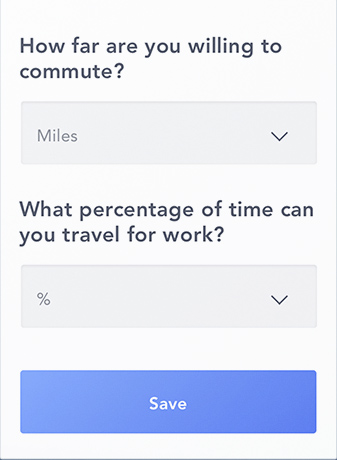 How far are you willing to
commute?
Miles
What percentage of time can
you travel for work?
%
Save